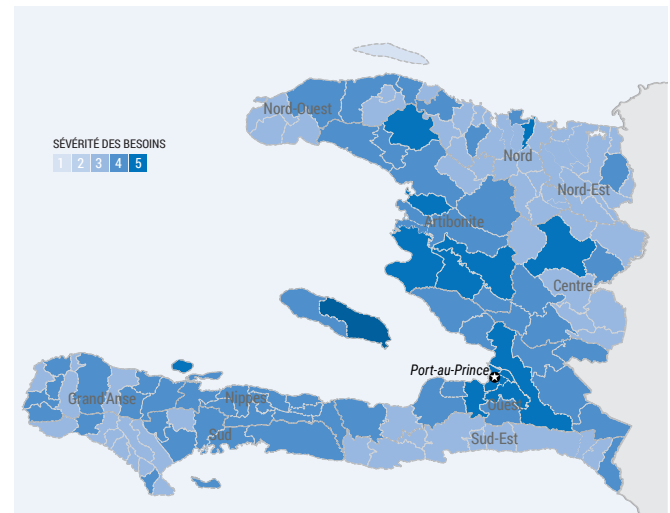 Nord-Ouest
SÉVÉRITÉ DES BESOINS
1 2 3 4 5
Nord
Nord-Est
Artibonite
Centre
Port-au-Prince
Grand'Anse
Nippes
Ouest
Sud
Sud-Est